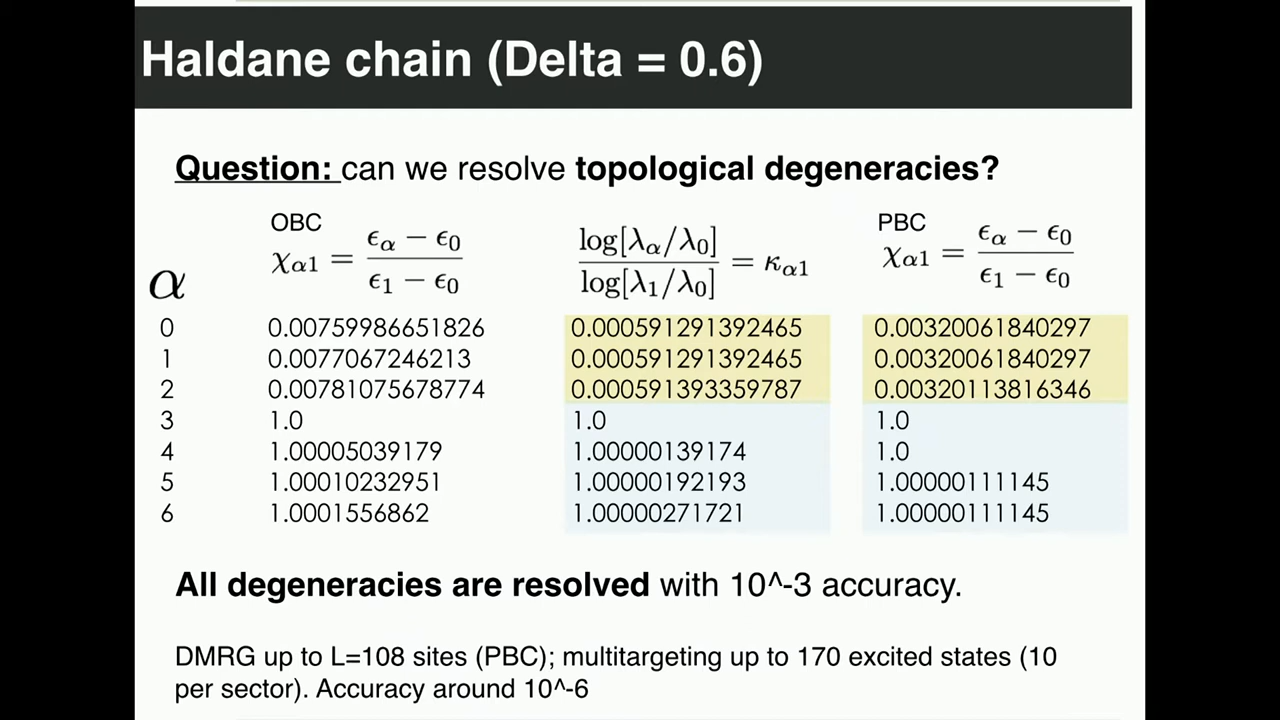 Haldane chain (Delta = 0.6)
Question: can we resolve topological degeneracies?
OBC PBC
α χα1 = (ϵα − ϵ0)/(ϵ1 − ϵ0) log[λα/λ0]/log[λ1/λ0] = κα1 χα1 = (ϵα − ϵ0)/(ϵ1 − ϵ0)
0 0.00759986651826 0.000591291392465 0.00320061840297
1 0.0077067246213 0.000591291392465 0.00320061840297
2 0.00781075678774 0.000591393359787 0.00320113816346
3 1.0 1.0 1.0
4 1.00005039179 1.00000139174 1.0
5 1.00010232951 1.00000192193 1.00000111145
6 1.0001556862 1.00000271721 1.00000111145
All degeneracies are resolved with 10^-3 accuracy.
DMRG up to L=108 sites (PBC); multitargeting up to 170 excited states (10
per sector). Accuracy around 10^-6